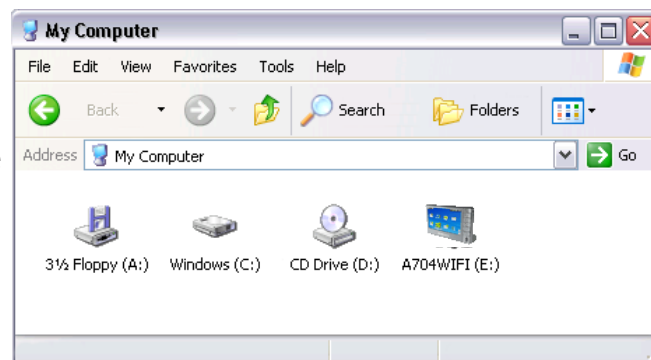 My Computer
File Edit View Favorites Tools Help
Back Search Folders
Address My Computer Go
3½ Floppy (A:) Windows (C:) CD Drive (D:) A704WIFI (E:)